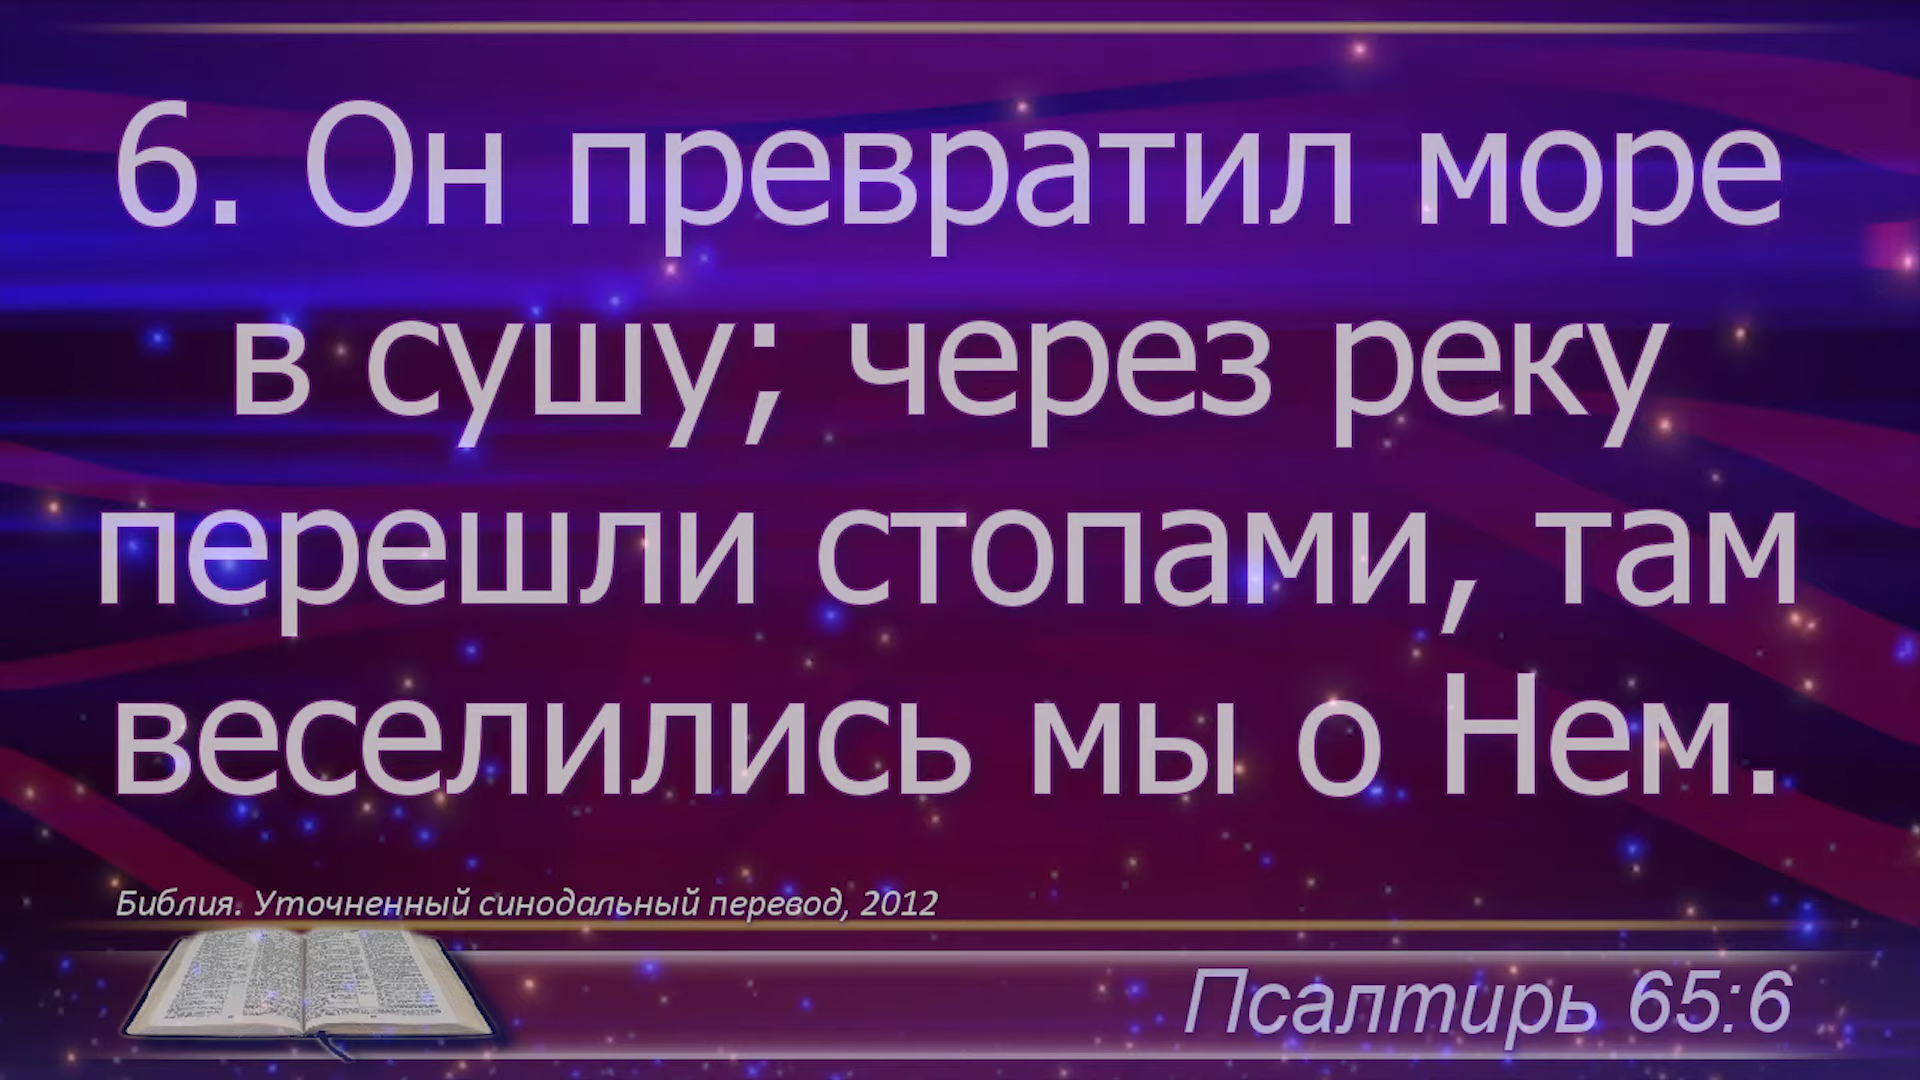 6. Он превратил море
в сушу; через реку
перешли стопами, там
веселились мы о Нем.
Библия. Уточненный синодальный перевод, 2012
Псалтирь 65:6